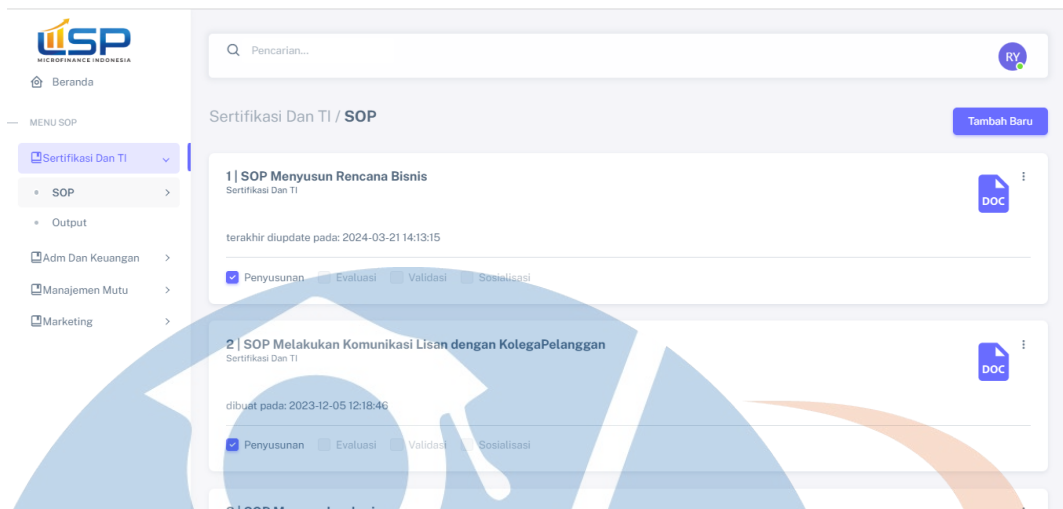 LSP
MICROFINANCE INDONESIA
Beranda
MENU SOP
Sertifikasi Dan TI
SOP
Output
Adm Dan Keuangan
Manajemen Mutu
Marketing
Pencarian...
RY
Sertifikasi Dan TI / SOP
Tambah Baru
1 | SOP Menyusun Rencana Bisnis
Sertifikasi Dan TI
DOC
terakhir diupdate pada: 2024-03-21 14:13:15
Penyusunan Evaluasi Validasi Sosialisasi
2 | SOP Melakukan Komunikasi Lisan dengan KolegaPelanggan
Sertifikasi Dan TI
DOC
dibuat pada: 2023-12-05 12:18:46
Penyusunan Evaluasi Validasi Sosialisasi